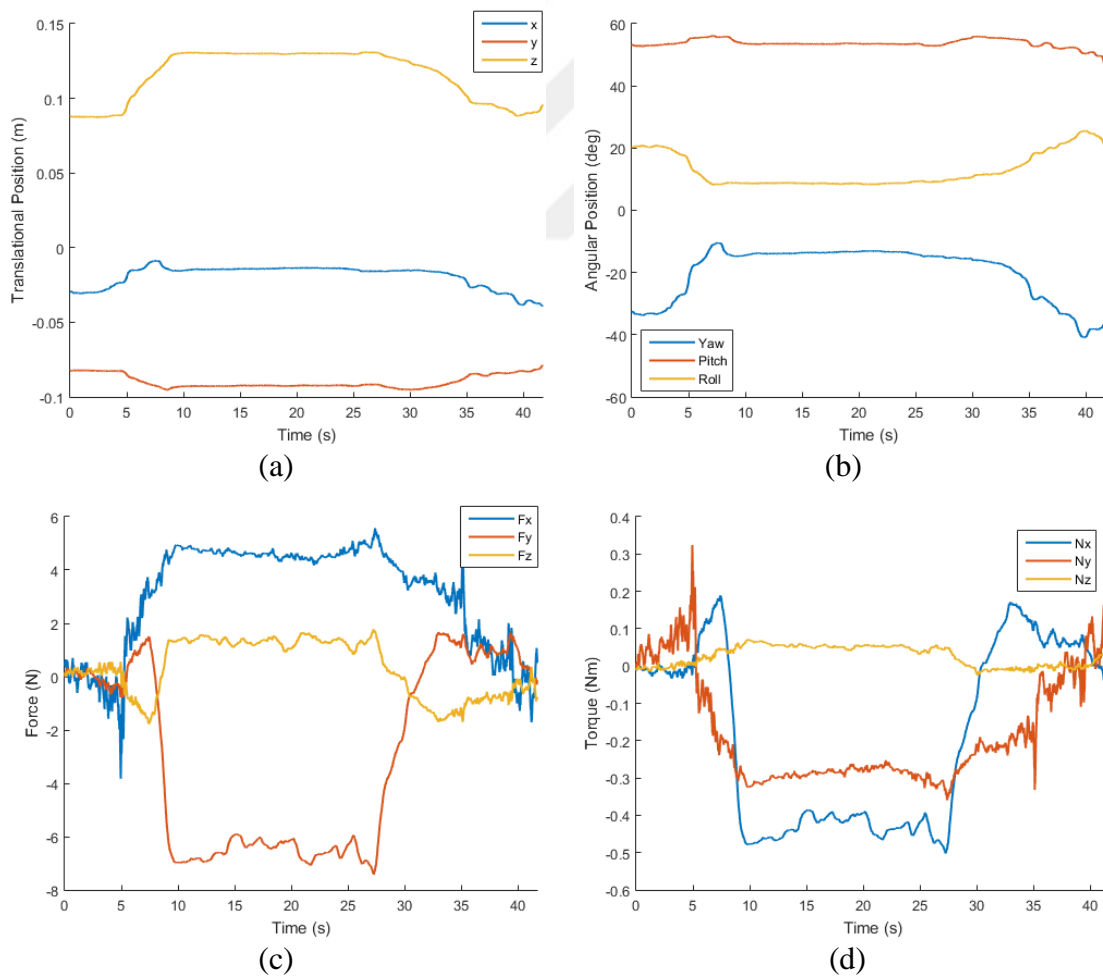 0.15
0.1
0.05
0
-0.05
-0.1
Translational Position (m)
x
y
z
0 5 10 15 20 25 30 35 40
Time (s)
(a)
60
40
20
0
-20
-40
-60
Angular Position (deg)
Yaw
Pitch
Roll
0 5 10 15 20 25 30 35 40
Time (s)
(b)
6
4
2
0
-2
-4
-6
-8
Force (N)
Fx
Fy
Fz
0 5 10 15 20 25 30 35 40
Time (s)
(c)
0.4
0.3
0.2
0.1
0
-0.1
-0.2
-0.3
-0.4
-0.5
-0.6
Torque (Nm)
Nx
Ny
Nz
0 5 10 15 20 25 30 35 40
Time (s)
(d)